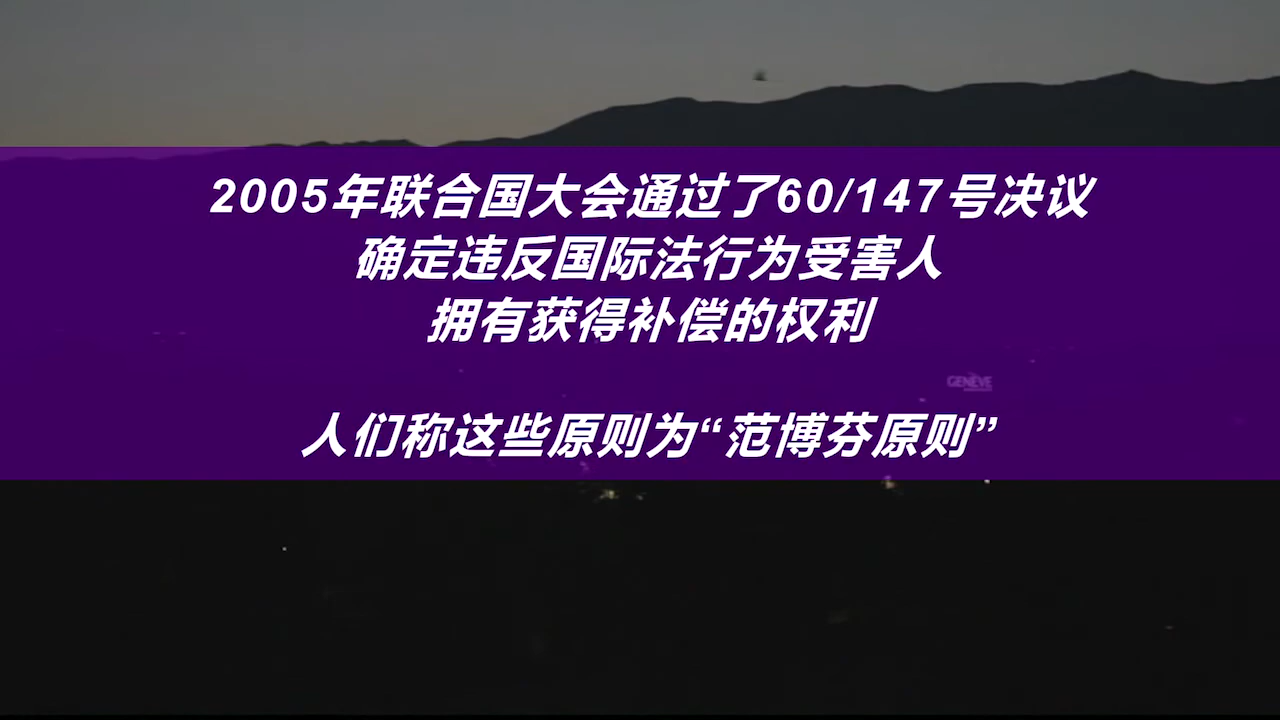 2005年联合国大会通过了60/147号决议
确定违反国际法行为受害人
拥有获得补偿的权利
GENÈVE
人们称这些原则为“范博芬原则”